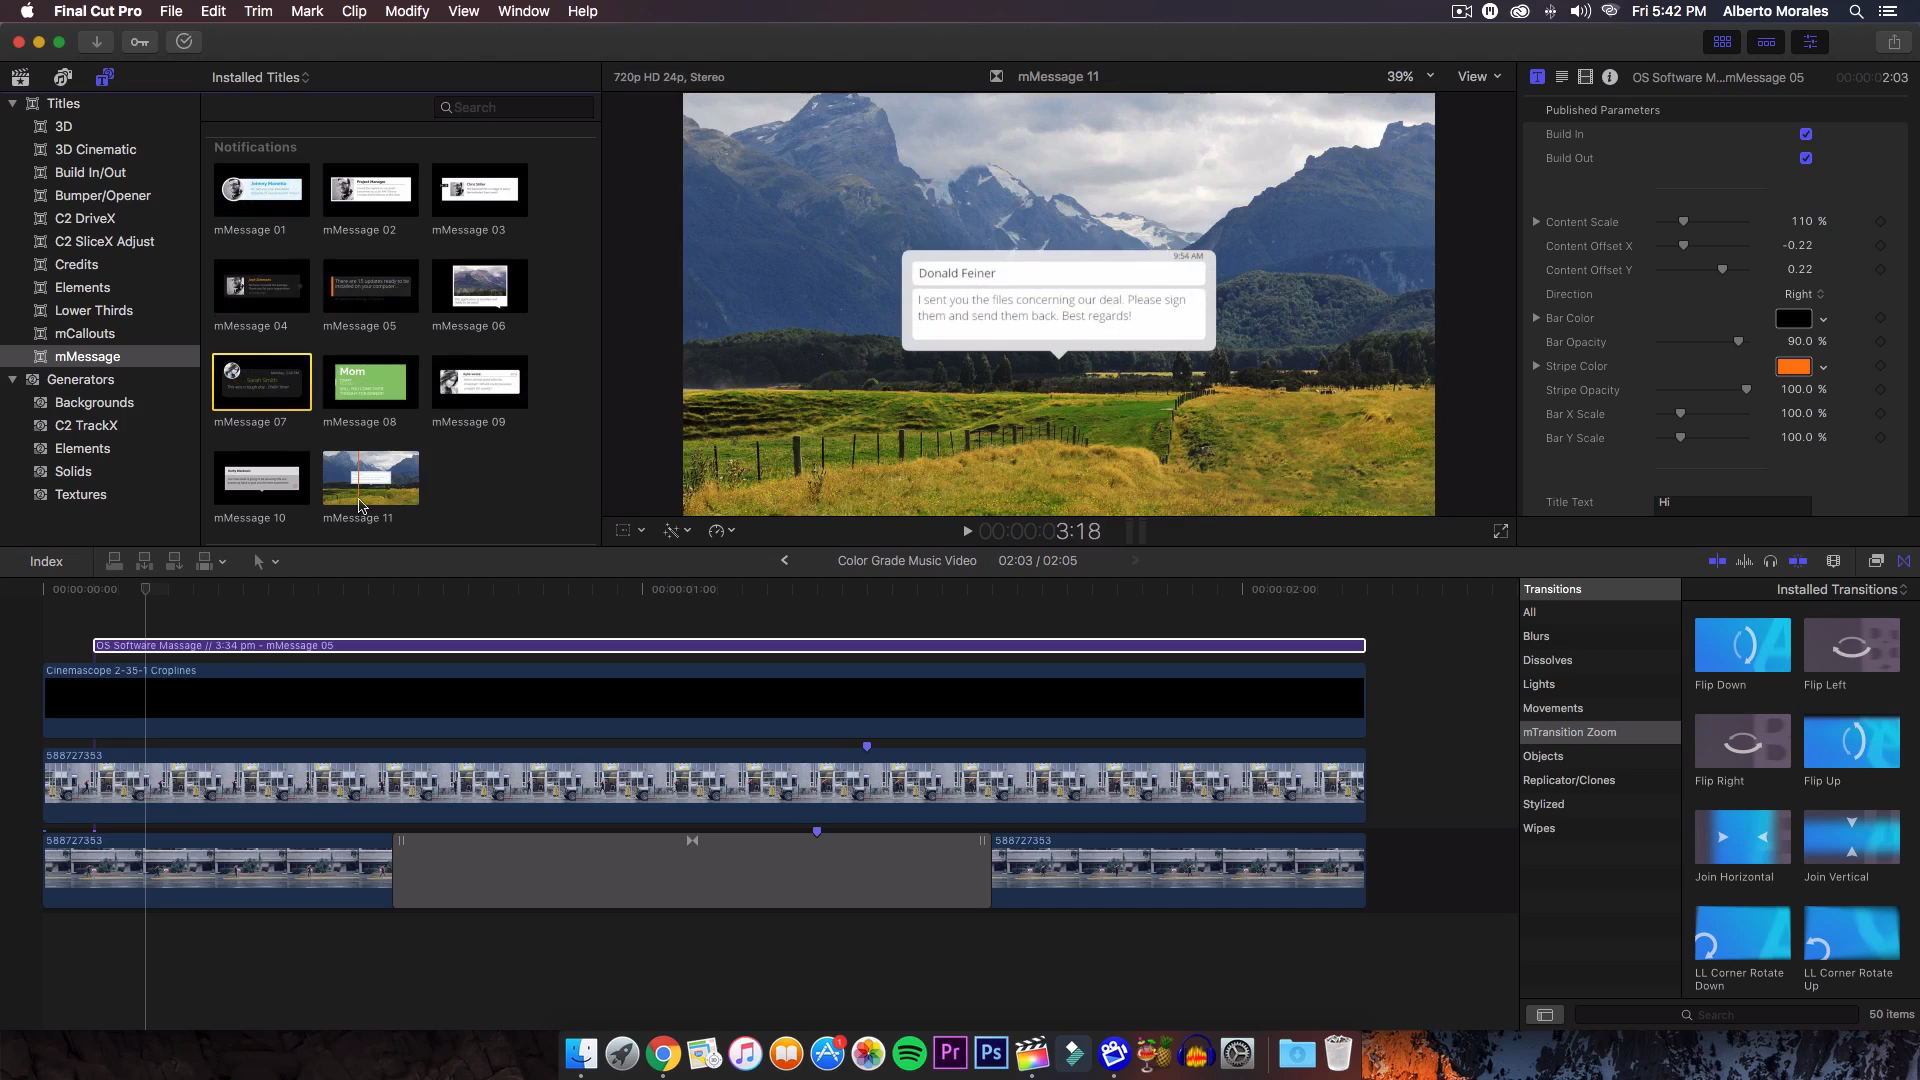 Final Cut Pro File Edit Trim Mark Clip Modify View Window Help
Fri 5:42 PM Alberto Morales
Installed Titles
720p HD 24p, Stereo
mMessage 11
39% View
OS Software M...mMessage 05
00:00:02:03
Titles
3D
3D Cinematic
Build In/Out
Bumper/Opener
C2 DriveX
C2 SliceX Adjust
Credits
Elements
Lower Thirds
mCallouts
mMessage
Generators
Backgrounds
C2 TrackX
Elements
Solids
Textures
Search
Notifications
mMessage 01
mMessage 02
mMessage 03
mMessage 04
mMessage 05
mMessage 06
mMessage 07
Mom
mMessage 08
mMessage 09
mMessage 10
mMessage 11
9:54 AM
Donald Feiner
I sent you the files concerning our deal. Please sign
them and send them back. Best regards!
00:00:03:18
Published Parameters
Build In
Build Out
Content Scale 110 %
Content Offset X -0.22
Content Offset Y 0.22
Direction Right
Bar Color
Bar Opacity 90.0 %
Stripe Color
Stripe Opacity 100.0 %
Bar X Scale 100.0 %
Bar Y Scale 100.0 %
Title Text Hi
Index
Color Grade Music Video 02:03 / 02:05
00:00:00:00
00:00:01:00
00:00:02:00
OS Software Massage // 3:34 pm - mMessage 05
Cinemascope 2-35-1 Croplines
588727353
588727353
588727353
Transitions
Installed Transitions
All
Blurs
Dissolves
Lights
Movements
mTransition Zoom
Objects
Replicator/Clones
Stylized
Wipes
Flip Down
Flip Left
Flip Right
Flip Up
Join Horizontal
Join Vertical
LL Corner Rotate
Down
LL Corner Rotate
Up
Search
50 items
Pr
Ps